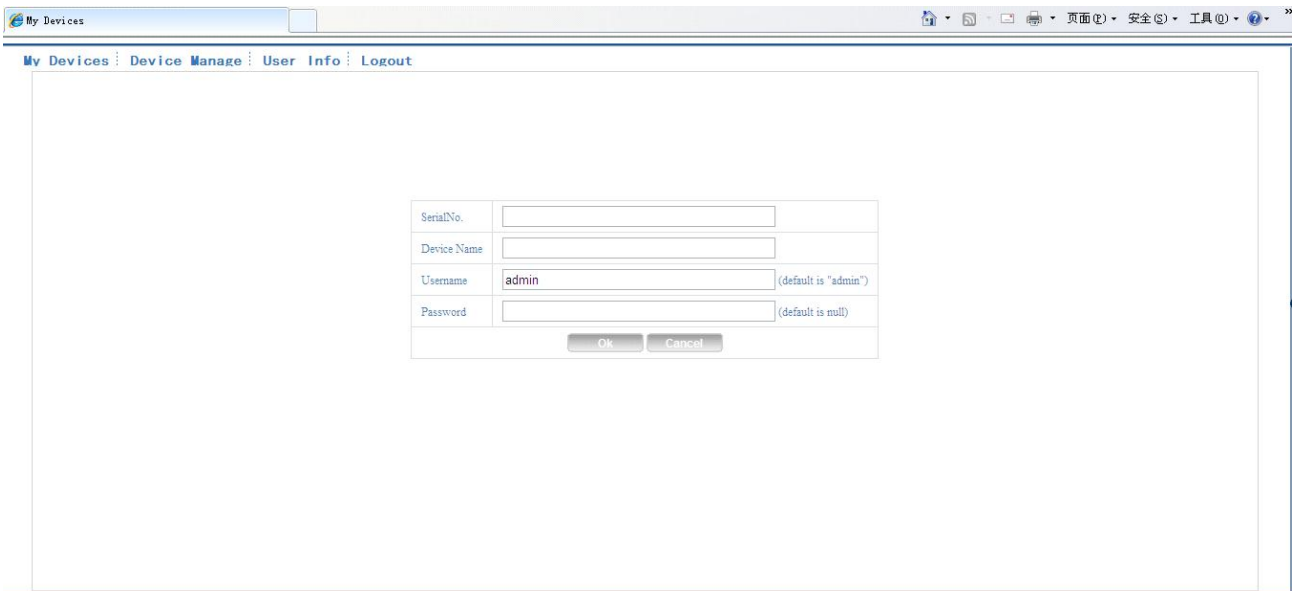 My Devices 页面(P) 安全(S) 工具(O) »
My Devices Device Manage User Info Logout
SerialNo.
Device Name
Username admin (default is "admin")
Password (default is null)
Ok Cancel